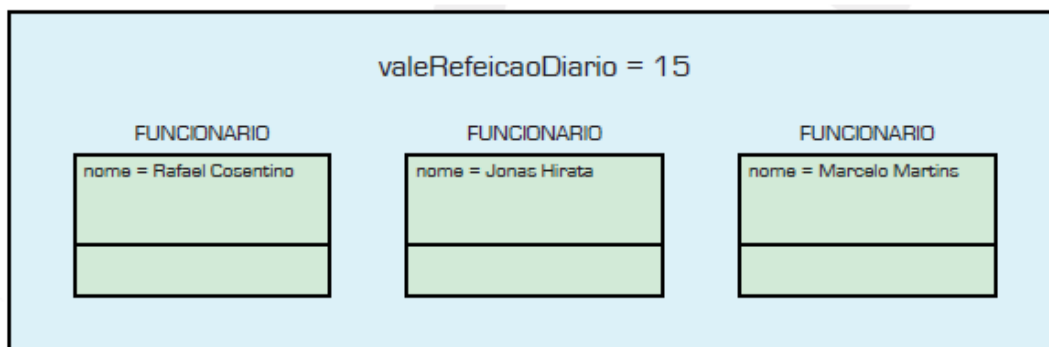 valeRefeicaoDiario = 15
FUNCIONARIO FUNCIONARIO FUNCIONARIO
nome = Rafael Cosentino nome = Jonas Hirata nome = Marcelo Martins